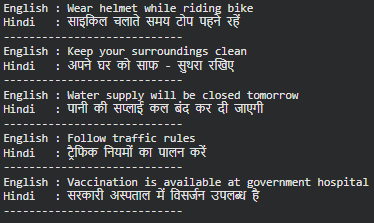 English : Wear helmet while riding bike
Hindi : साइकिल चलाते समय टोप पहने रहें
---------------------------
English : Keep your surroundings clean
Hindi : अपने घर को साफ - सुथरा रखिए
---------------------------
English : Water supply will be closed tomorrow
Hindi : पानी की सप्लाई कल बंद कर दी जाएगी
---------------------------
English : Follow traffic rules
Hindi : ट्रैफिक नियमों का पालन करें
---------------------------
English : Vaccination is available at government hospital
Hindi : सरकारी अस्पताल में विसर्जन उपलब्ध है
---------------------------